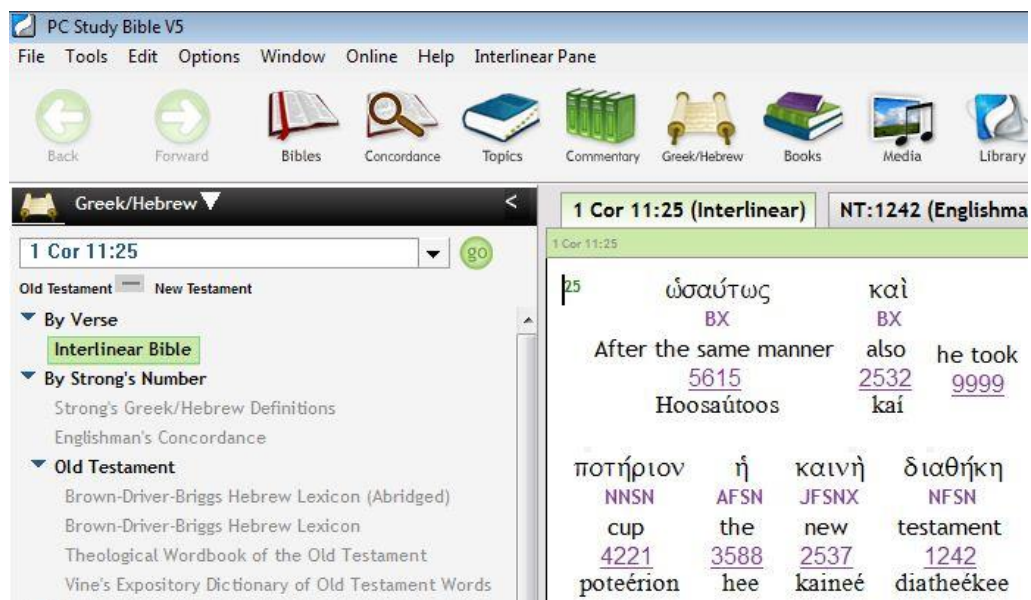 PC Study Bible V5
File Tools Edit Options Window Online Help Interlinear Pane
Back Forward Bibles Concordance Topics Commentary Greek/Hebrew Books Media Library
Greek/Hebrew <
1 Cor 11:25 (Interlinear) NT:1242 (Englishma
1 Cor 11:25 go
1 Cor 11:25
Old Testament New Testament
By Verse
Interlinear Bible
By Strong's Number
Strong's Greek/Hebrew Definitions
Englishman's Concordance
Old Testament
Brown-Driver-Briggs Hebrew Lexicon (Abridged)
Brown-Driver-Briggs Hebrew Lexicon
Theological Wordbook of the Old Testament
Vine's Expository Dictionary of Old Testament Words
25 ὡσαύτως καὶ
BX BX
After the same manner also he took
5615 2532 9999
Hoosaútoos kaí
ποτήριον ἡ καινὴ διαθήκη
NNSN AFSN JFSNX NFSN
cup the new testament
4221 3588 2537 1242
poteérion hee kaineé diatheékee